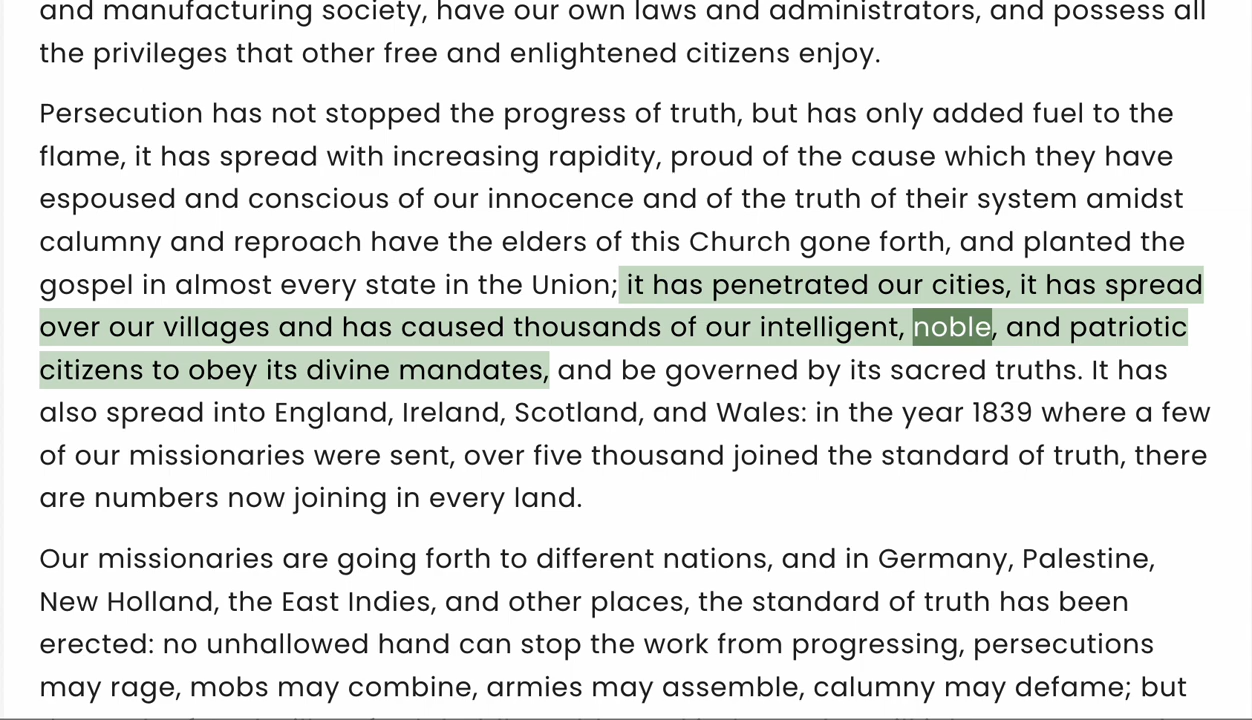 and manufacturing society, have our own laws and administrators, and possess all
the privileges that other free and enlightened citizens enjoy.
Persecution has not stopped the progress of truth, but has only added fuel to the
flame, it has spread with increasing rapidity, proud of the cause which they have
espoused and conscious of our innocence and of the truth of their system amidst
calumny and reproach have the elders of this Church gone forth, and planted the
gospel in almost every state in the Union; it has penetrated our cities, it has spread
over our villages and has caused thousands of our intelligent, noble, and patriotic
citizens to obey its divine mandates, and be governed by its sacred truths. It has
also spread into England, Ireland, Scotland, and Wales: in the year 1839 where a few
of our missionaries were sent, over five thousand joined the standard of truth, there
are numbers now joining in every land.
Our missionaries are going forth to different nations, and in Germany, Palestine,
New Holland, the East Indies, and other places, the standard of truth has been
erected: no unhallowed hand can stop the work from progressing, persecutions
may rage, mobs may combine, armies may assemble, calumny may defame; but